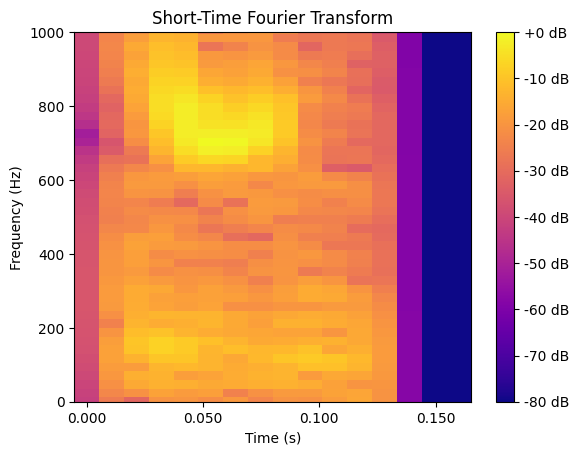 Short-Time Fourier Transform
1000
800
600
400
200
0
Frequency (Hz)
0.000
0.050
0.100
0.150
Time (s)
+0 dB
-10 dB
-20 dB
-30 dB
-40 dB
-50 dB
-60 dB
-70 dB
-80 dB